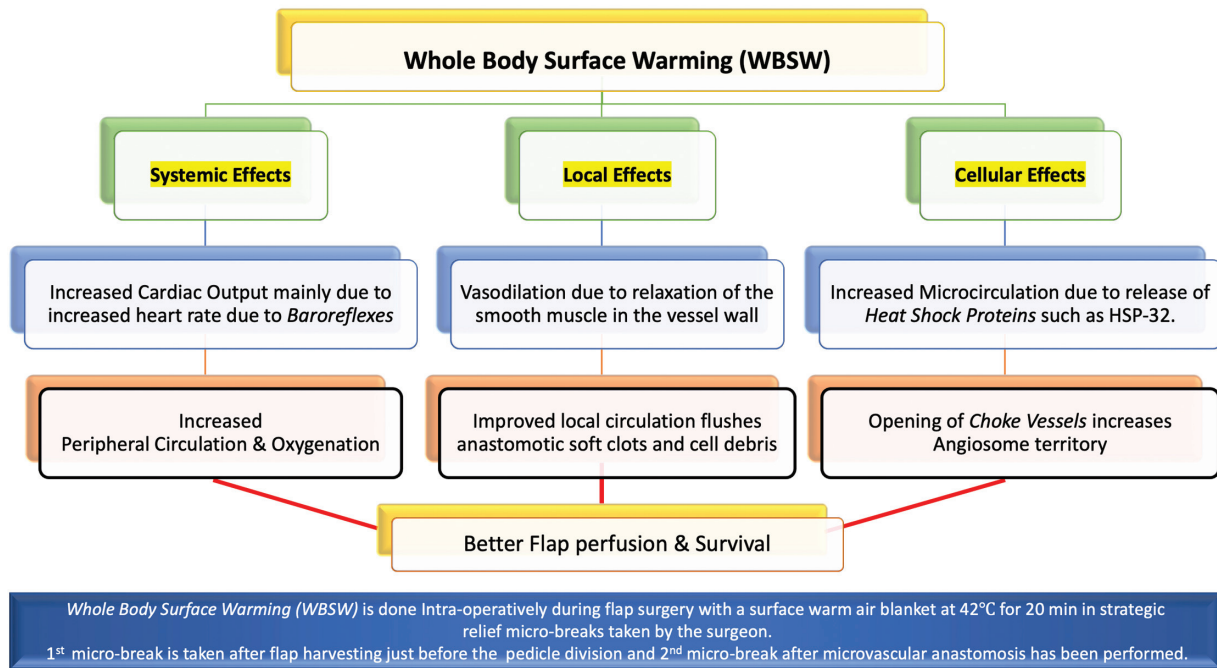 Whole Body Surface Warming (WBSW)
Systemic Effects
Local Effects
Cellular Effects
Increased Cardiac Output mainly due to
increased heart rate due to Baroreflexes
Vasodilation due to relaxation of the
smooth muscle in the vessel wall
Increased Microcirculation due to release of
Heat Shock Proteins such as HSP-32.
Increased
Peripheral Circulation & Oxygenation
Improved local circulation flushes
anastomotic soft clots and cell debris
Opening of Choke Vessels increases
Angiosome territory
Better Flap perfusion & Survival
Whole Body Surface Warming (WBSW) is done Intra-operatively during flap surgery with a surface warm air blanket at 42℃ for 20 min in strategic
relief micro-breaks taken by the surgeon.
1st micro-break is taken after flap harvesting just before the pedicle division and 2nd micro-break after microvascular anastomosis has been performed.